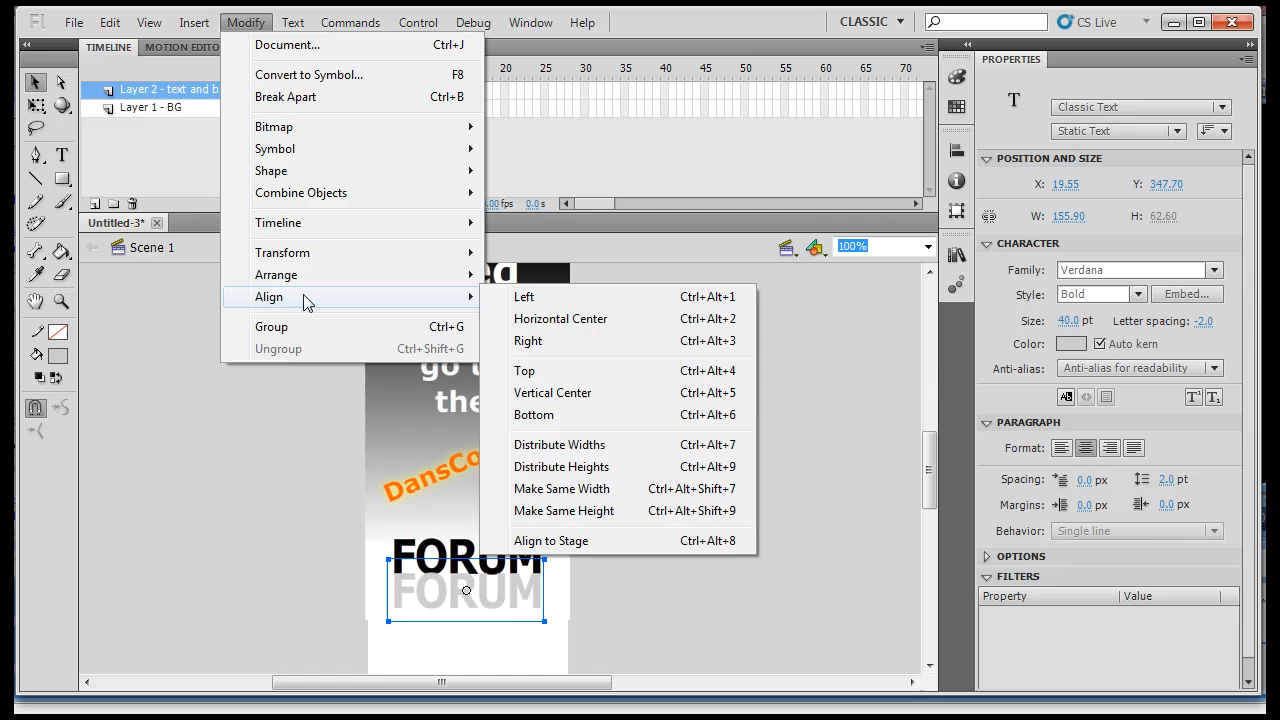 Fl File Edit View Insert Modify Text Commands Control Debug Window Help CLASSIC CS Live
TIMELINE MOTION EDITO
20 25 30 35 40 45 50 55 60 65 70
Layer 2 - text and b
Layer 1 - BG
.00 fps 0.0 s
Untitled-3*
Scene 1
100%
Document... Ctrl+J
Convert to Symbol... F8
Break Apart Ctrl+B
Bitmap
Symbol
Shape
Combine Objects
Timeline
Transform
Arrange
Align
Group Ctrl+G
Ungroup Ctrl+Shift+G
Left Ctrl+Alt+1
Horizontal Center Ctrl+Alt+2
Right Ctrl+Alt+3
Top Ctrl+Alt+4
Vertical Center Ctrl+Alt+5
Bottom Ctrl+Alt+6
Distribute Widths Ctrl+Alt+7
Distribute Heights Ctrl+Alt+9
Make Same Width Ctrl+Alt+Shift+7
Make Same Height Ctrl+Alt+Shift+9
Align to Stage Ctrl+Alt+8
the
DansCo
FORUM
FORUM
PROPERTIES
T Classic Text
Static Text
POSITION AND SIZE
X: 19.55 Y: 347.70
W: 155.90 H: 62.60
CHARACTER
Family: Verdana
Style: Bold Embed...
Size: 40.0 pt Letter spacing: -2.0
Color: Auto kern
Anti-alias: Anti-alias for readability
PARAGRAPH
Format:
Spacing: 0.0 px 2.0 pt
Margins: 0.0 px 0.0 px
Behavior: Single line
OPTIONS
FILTERS
Property Value